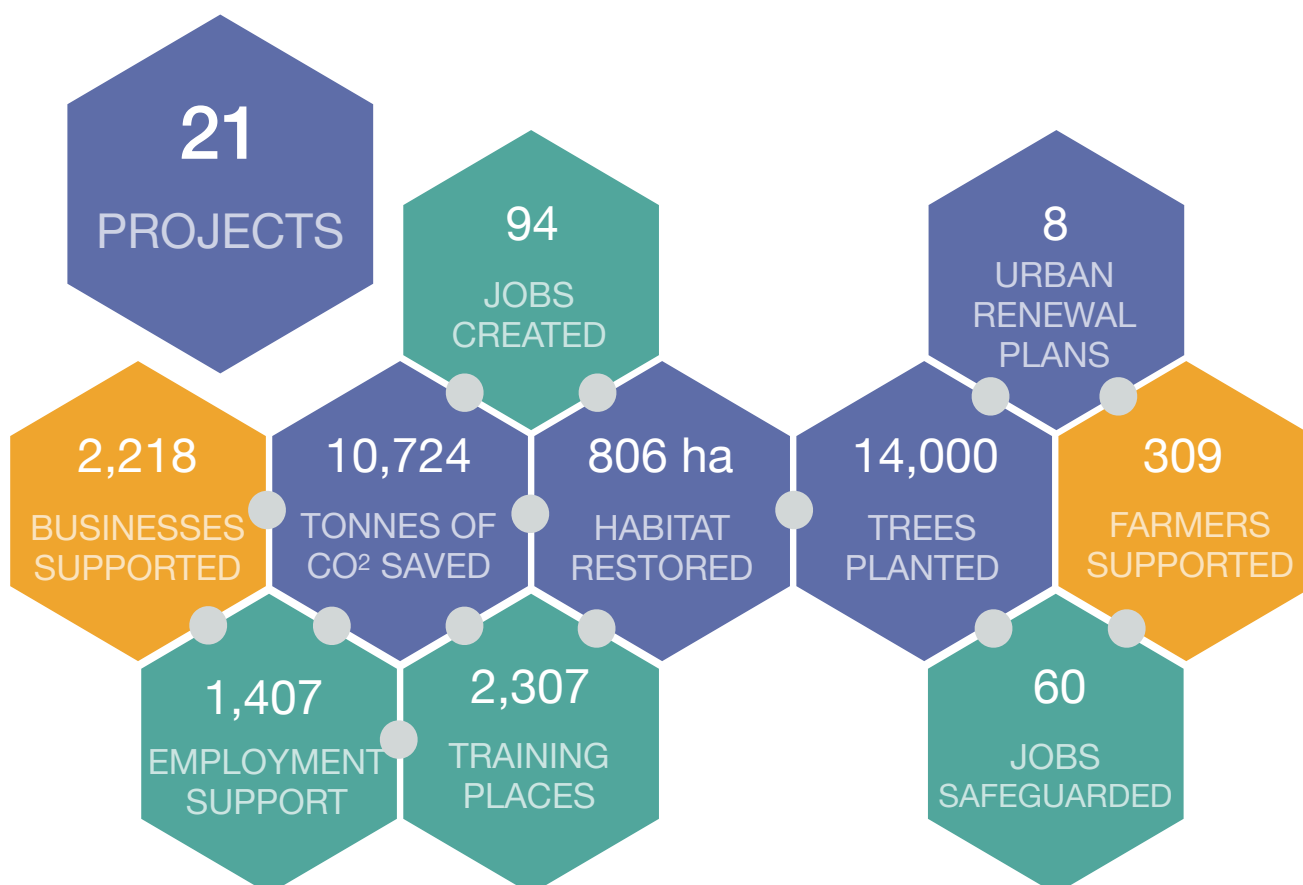 21
PROJECTS
94
JOBS
CREATED
8
URBAN
RENEWAL
PLANS
2,218
BUSINESSES
SUPPORTED
10,724
TONNES OF
CO² SAVED
806 ha
HABITAT
RESTORED
14,000
TREES
PLANTED
309
FARMERS
SUPPORTED
1,407
EMPLOYMENT
SUPPORT
2,307
TRAINING
PLACES
60
JOBS
SAFEGUARDED